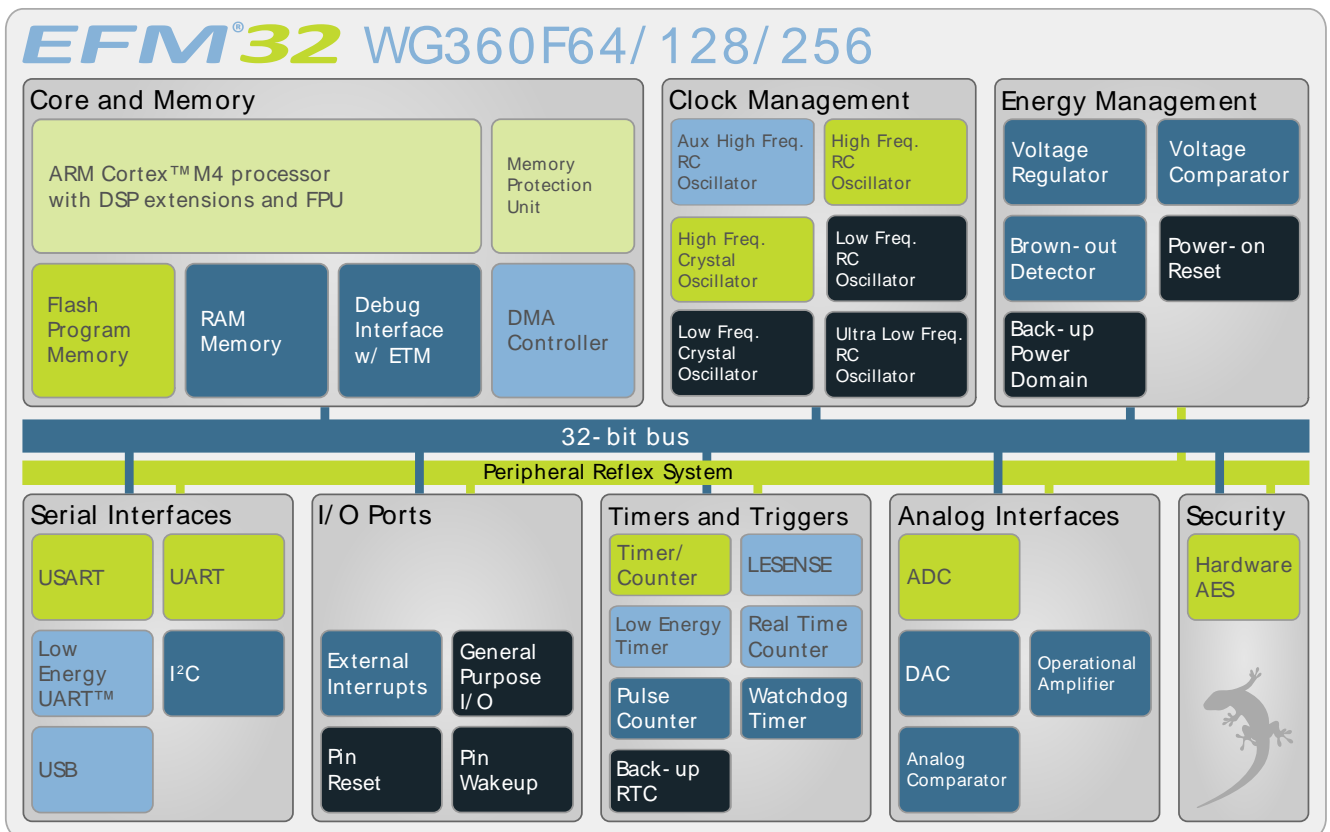 EFM®32 WG360F64/128/256
Core and Memory
ARM Cortex™ M4 processor
with DSP extensions and FPU
Memory
Protection
Unit
Flash
Program
Memory
RAM
Memory
Debug
Interface
w/ ETM
DMA
Controller
Clock Management
Aux High Freq.
RC
Oscillator
High Freq.
RC
Oscillator
High Freq.
Crystal
Oscillator
Low Freq.
RC
Oscillator
Low Freq.
Crystal
Oscillator
Ultra Low Freq.
RC
Oscillator
Energy Management
Voltage
Regulator
Voltage
Comparator
Brown-out
Detector
Power-on
Reset
Back-up
Power
Domain
32-bit bus
Peripheral Reflex System
Serial Interfaces
USART
UART
Low
Energy
UART™
I²C
USB
I/O Ports
External
Interrupts
General
Purpose
I/O
Pin
Reset
Pin
Wakeup
Timers and Triggers
Timer/
Counter
LESENSE
Low Energy
Timer
Real Time
Counter
Pulse
Counter
Watchdog
Timer
Back-up
RTC
Analog Interfaces
ADC
DAC
Operational
Amplifier
Analog
Comparator
Security
Hardware
AES